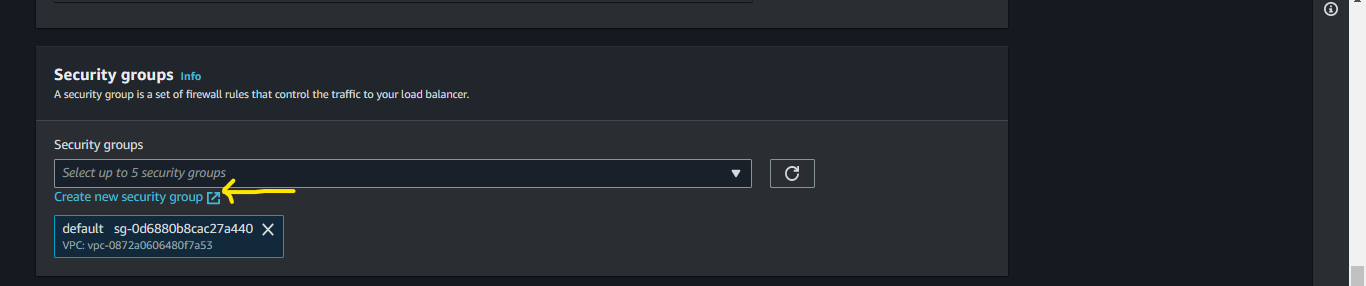 Security groups Info
A security group is a set of firewall rules that control the traffic to your load balancer.
Security groups
Select up to 5 security groups
Create new security group
default sg-0d6880b8cac27a440
VPC: vpc-0872a0606480f7a53